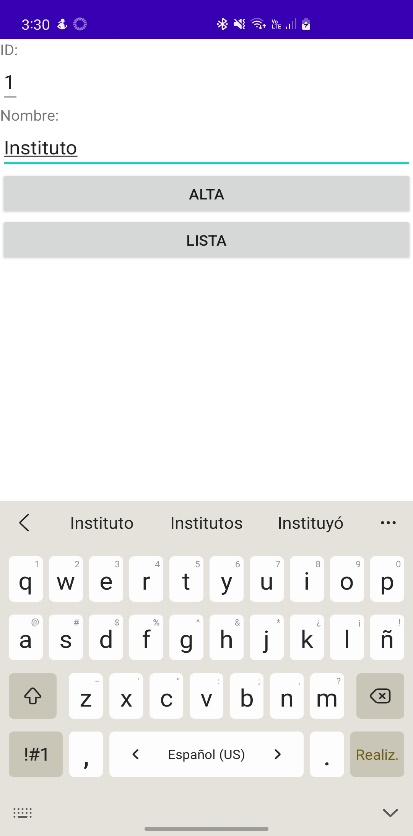 3:30
ID:
1
Nombre:
Instituto
ALTA
LISTA
Instituto Institutos Instituyó ...
1 2 3 4 5 6 7 8 9 0
q w e r t y u i o p
@ # $ % ^ & * ¿ ¡ !
a s d f g h j k l ñ
- ' " : ; , ?
z x c v b n m
!#1 , < Español (US) > . Realiz.